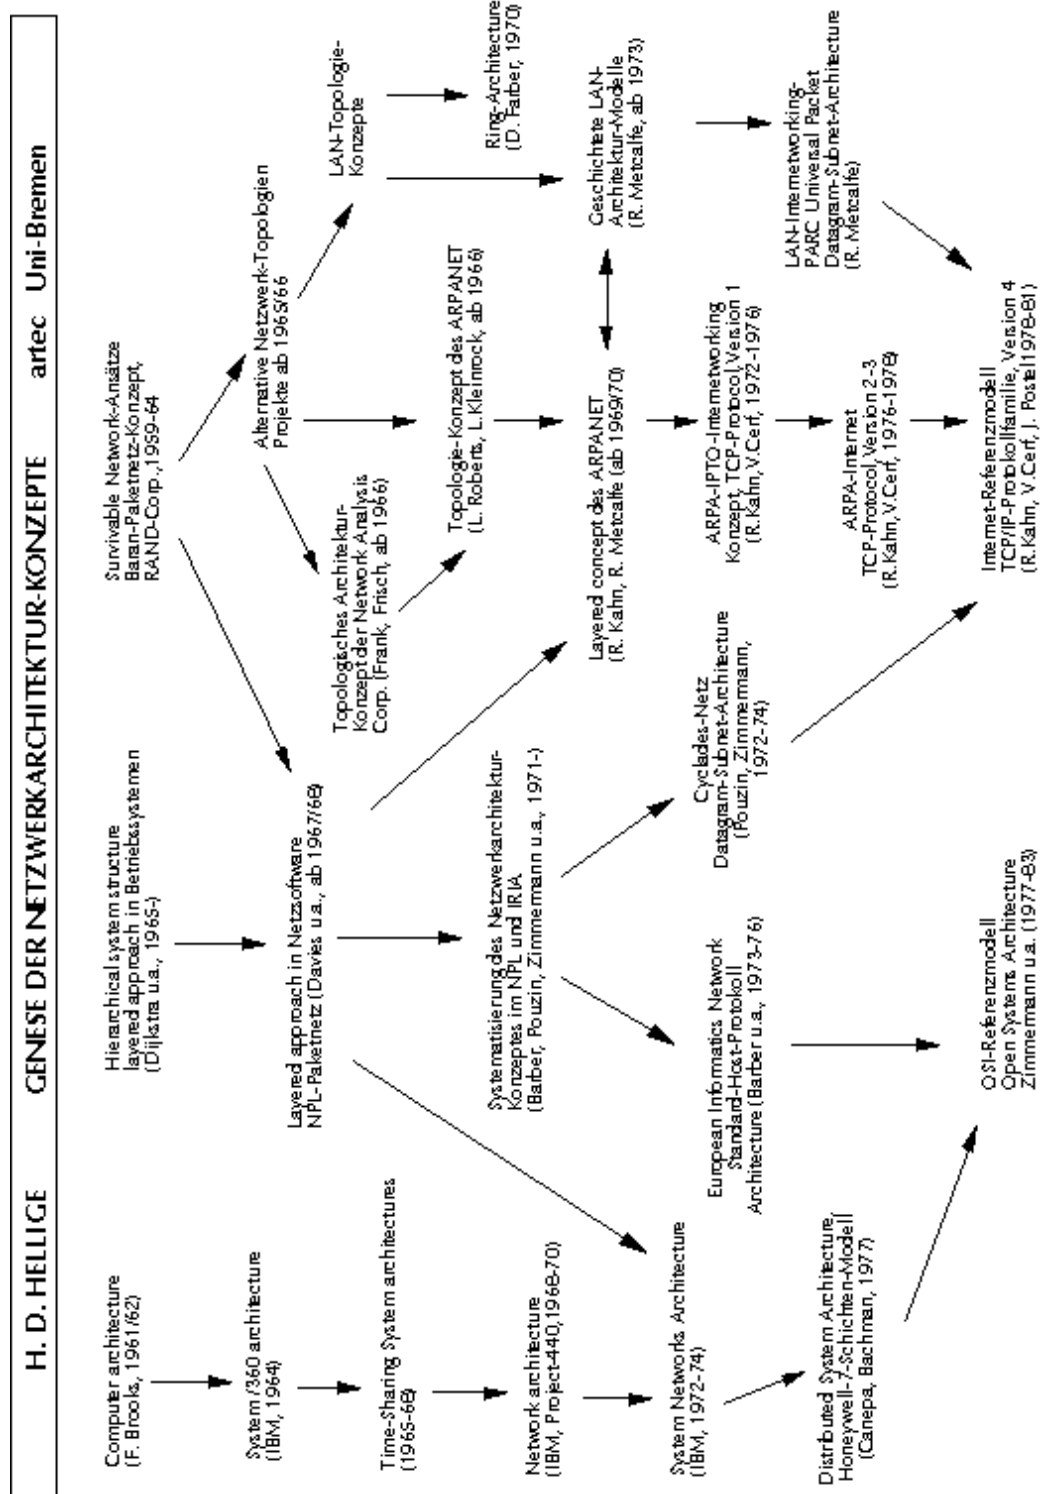 H. D. HELLIGE GENESE DER NETZWERKARCHITEKTUR-KONZEPTE artec Uni-Bremen
Computer architecture
(F. Brooks, 1961/62)
System /360 architecture
(IBM, 1964)
Time-Sharing System architectures
(1965-68)
Network architecture
(IBM, Project-440,1968-70)
System Networks Architecture
(IBM, 1972-74)
Distributed System Architecture,
Honeywell-7-Schichten-Modell
(Canepa, Bachman, 1977)
Hierarchical system structure
layered approach in Betriebssystemen
(Dijkstra u.a., 1965-)
Layered approach in Netzsoftware
NPL-Paketnetz (Davies u.a., ab 1967/68)
Systematisierung des Netzwerkarchitektur-
Konzeptes im NPL und IRIA
(Barber, Pouzin, Zimmermann u.a., 1971-)
European Informatics Network
Standard-Host-Protokoll
Architecture (Barber u.a., 1973-76)
Cyclades-Netz
Datagram-Subnet-Architecture
(Pouzin, Zimmermann,
1972-74)
OSI-Referenzmodell
Open Systems Architecture
Zimmermann u.a. (1977-83)
Survivable Network-Ansätze
Baran-Paketnetz-Konzept,
RAND-Corp.,1959-64
Alternative Netzwerk-Topologien
Projekte ab 1965/66
Topologisches Architektur-
Konzept der Network Analysis
Corp. (Frank, Frisch, ab 1966)
Topologie-Konzept des ARPANET
(L. Roberts, L.Kleinrock, ab 1966)
Layered concept des ARPANET
(R. Kahn, R. Metcalfe (ab 1969/70)
ARPA-IPTO-Internetworking
Konzept, TCP-Protocol,Version 1
(R.Kahn, V.Cerf, 1972-1976)
ARPA-Internet
TCP-Protocol,Version 2-3
(R.Kahn,V.Cerf, 1976-1978)
Internet-Referenzmodell
TCP/IP-Protokollfamilie, Version 4
(R.Kahn, V.Cerf, J. Postel 1978-81)
LAN-Topologie-
Konzepte
Ring-Architecture
(D. Farber, 1970)
Geschichtete LAN-
Architektur-Modelle
(R. Metcalfe, ab 1973)
LAN-Internetworking-
PARC Universal Packet
Datagram-Subnet-Architecture
(R. Metcalfe)